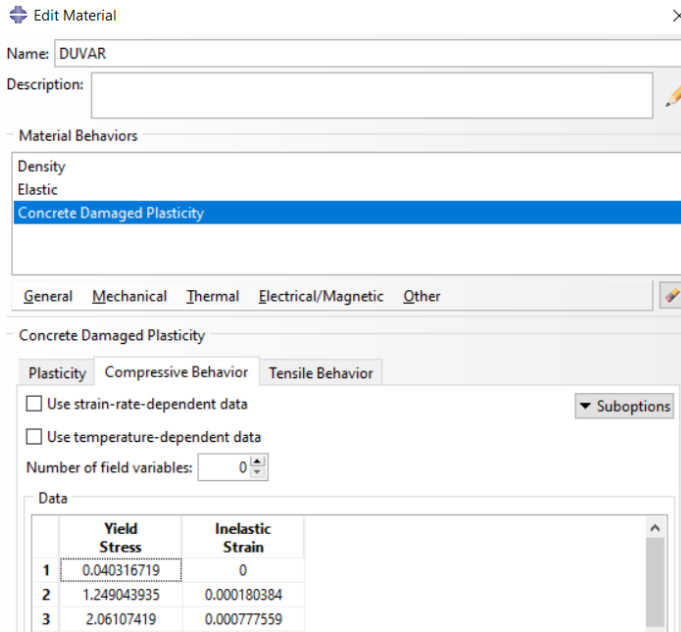 Edit Material
Name: DUVAR
Description:
Material Behaviors
Density
Elastic
Concrete Damaged Plasticity
General Mechanical Thermal Electrical/Magnetic Other
Concrete Damaged Plasticity
Plasticity Compressive Behavior Tensile Behavior
Use strain-rate-dependent data
Suboptions
Use temperature-dependent data
Number of field variables: 0
Data
Yield Stress Inelastic Strain
1 0.040316719 0
2 1.249043935 0.000180384
3 2.06107419 0.000777559